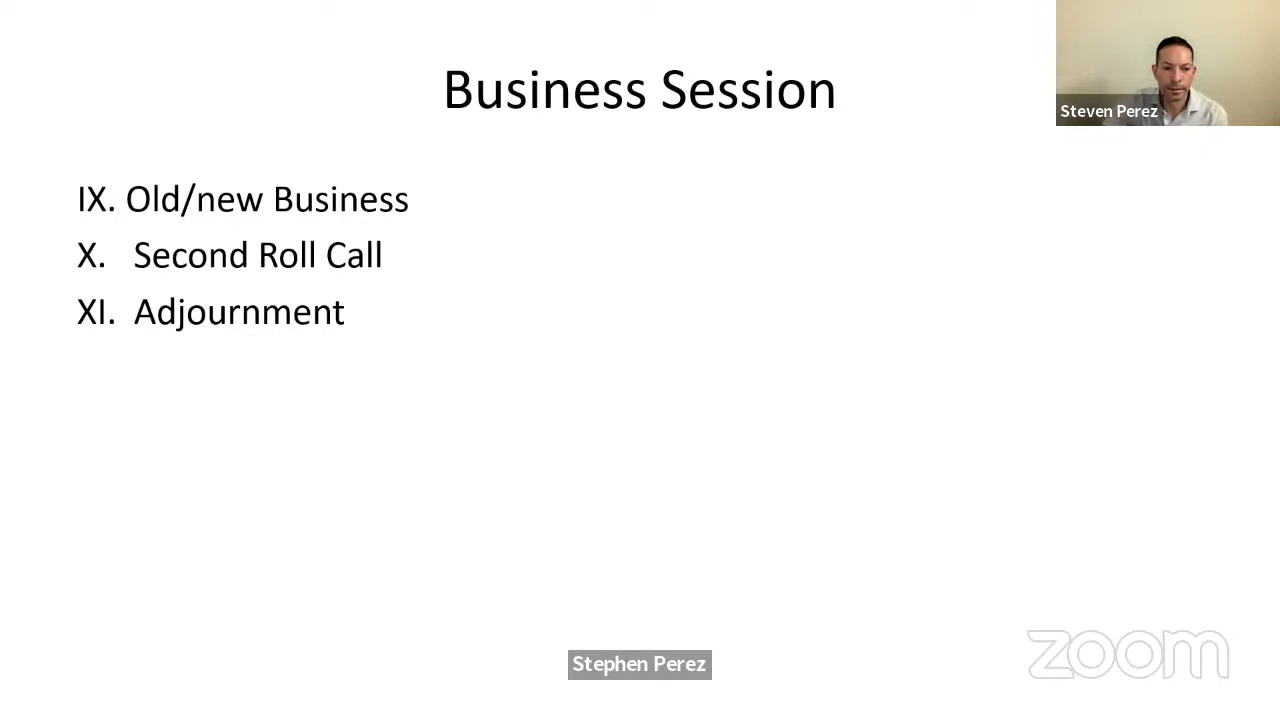 Business Session
Steven Perez
IX. Old/new Business
X. Second Roll Call
XI. Adjournment
Stephen Perez
zoom